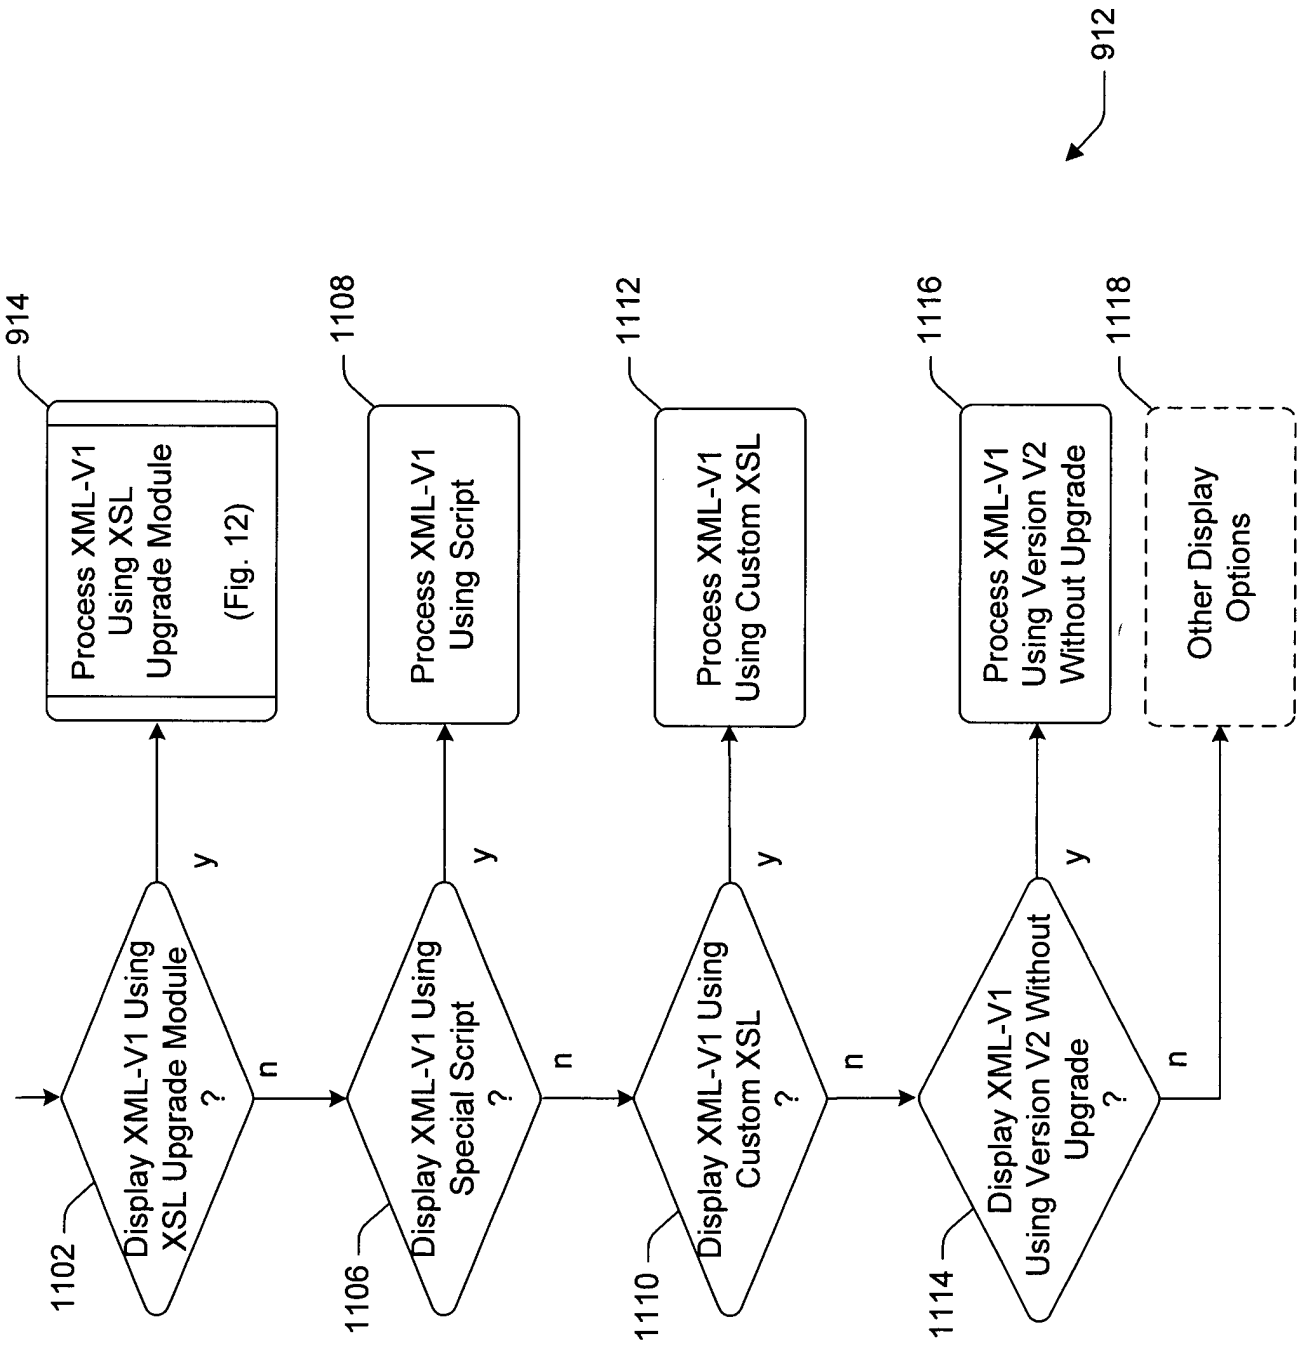 1102
Display XML-V1 Using
XSL Upgrade Module
?
y
n
914
Process XML-V1
Using XSL
Upgrade Module
(Fig. 12)
1106
Display XML-V1 Using
Special Script
?
y
n
1108
Process XML-V1
Using Script
1110
Display XML-V1 Using
Custom XSL
?
y
n
1112
Process XML-V1
Using Custom XSL
1114
Display XML-V1
Using Version V2 Without
Upgrade
?
y
n
1116
Process XML-V1
Using Version V2
Without Upgrade
1118
Other Display
Options
912